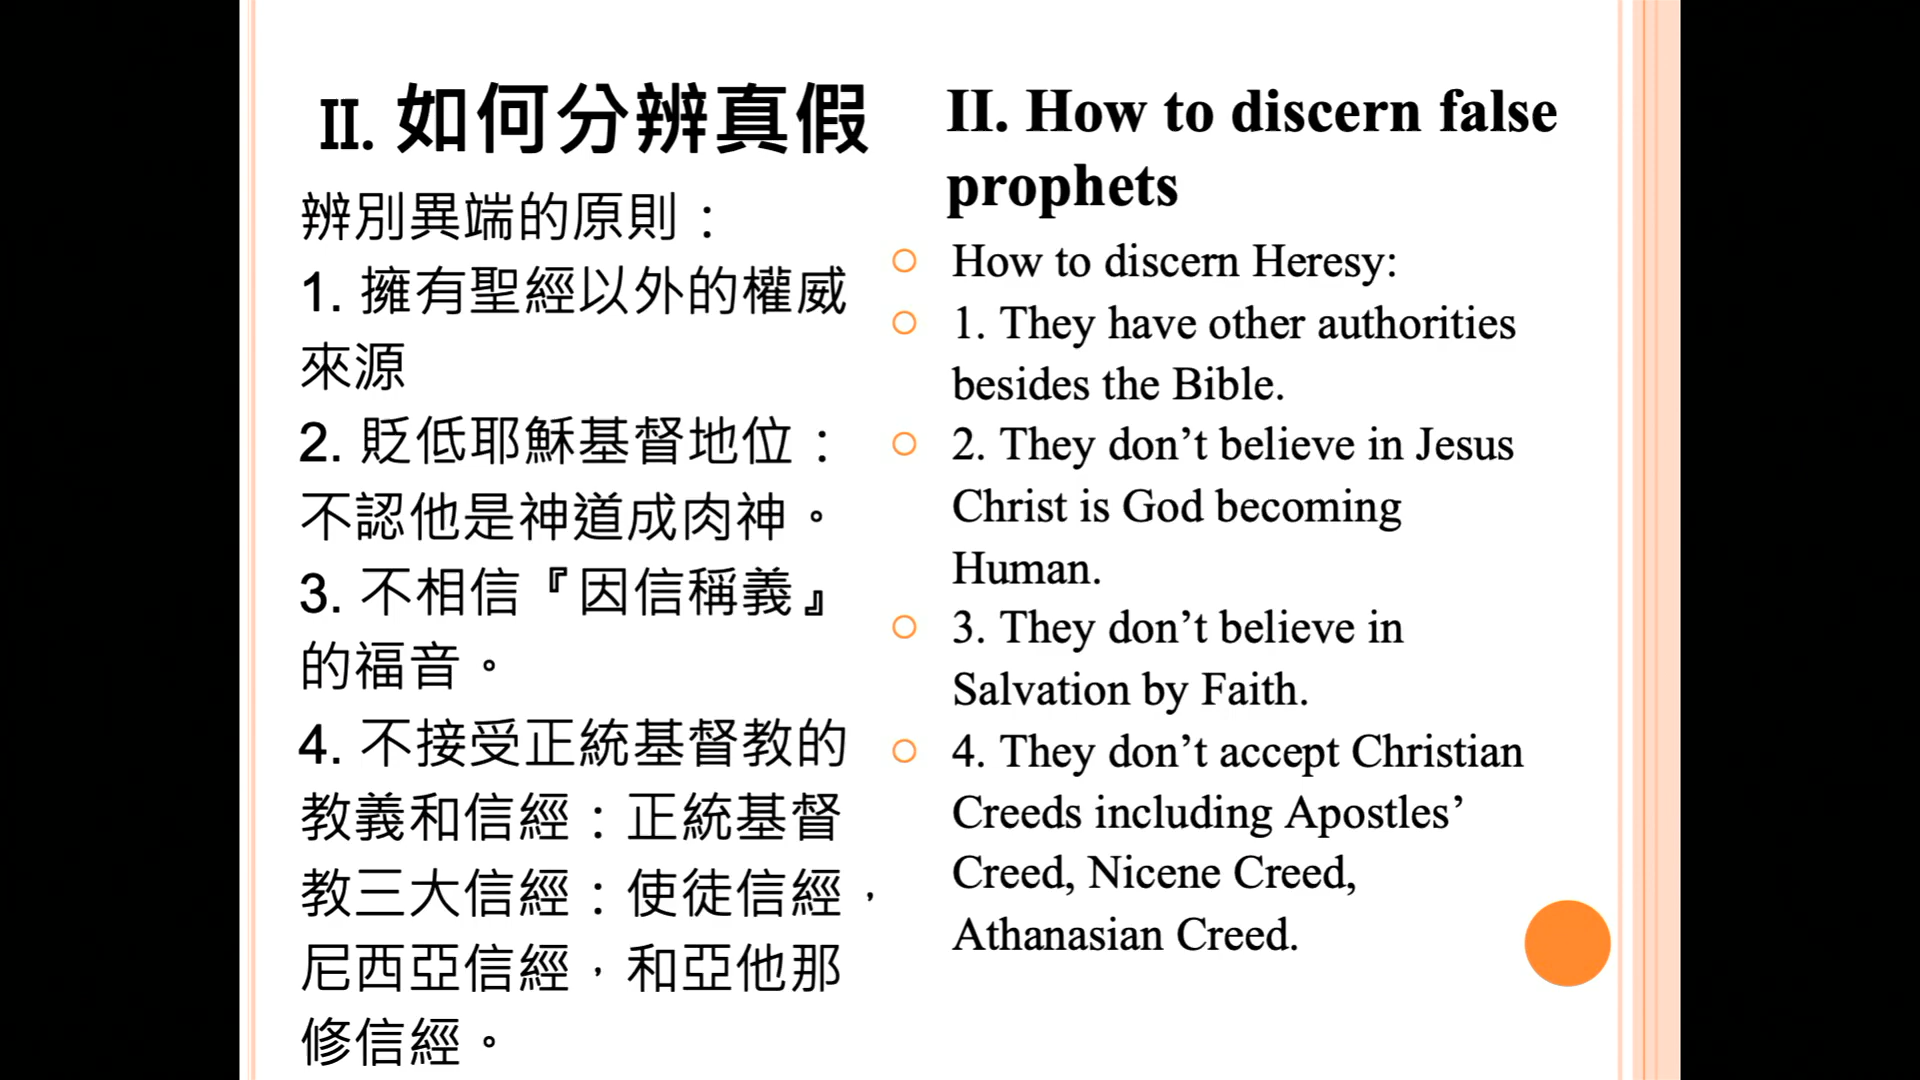 II. 如何分辨真假
辨別異端的原則：
1. 擁有聖經以外的權威
來源
2. 貶低耶穌基督地位：
不認他是神道成肉神。
3. 不相信『因信稱義』
的福音。
4. 不接受正統基督教的
教義和信經：正統基督
教三大信經：使徒信經，
尼西亞信經，和亞他那
修信經。
II. How to discern false
prophets
How to discern Heresy:
1. They have other authorities
besides the Bible.
2. They don’t believe in Jesus
Christ is God becoming
Human.
3. They don’t believe in
Salvation by Faith.
4. They don’t accept Christian
Creeds including Apostles’
Creed, Nicene Creed,
Athanasian Creed.